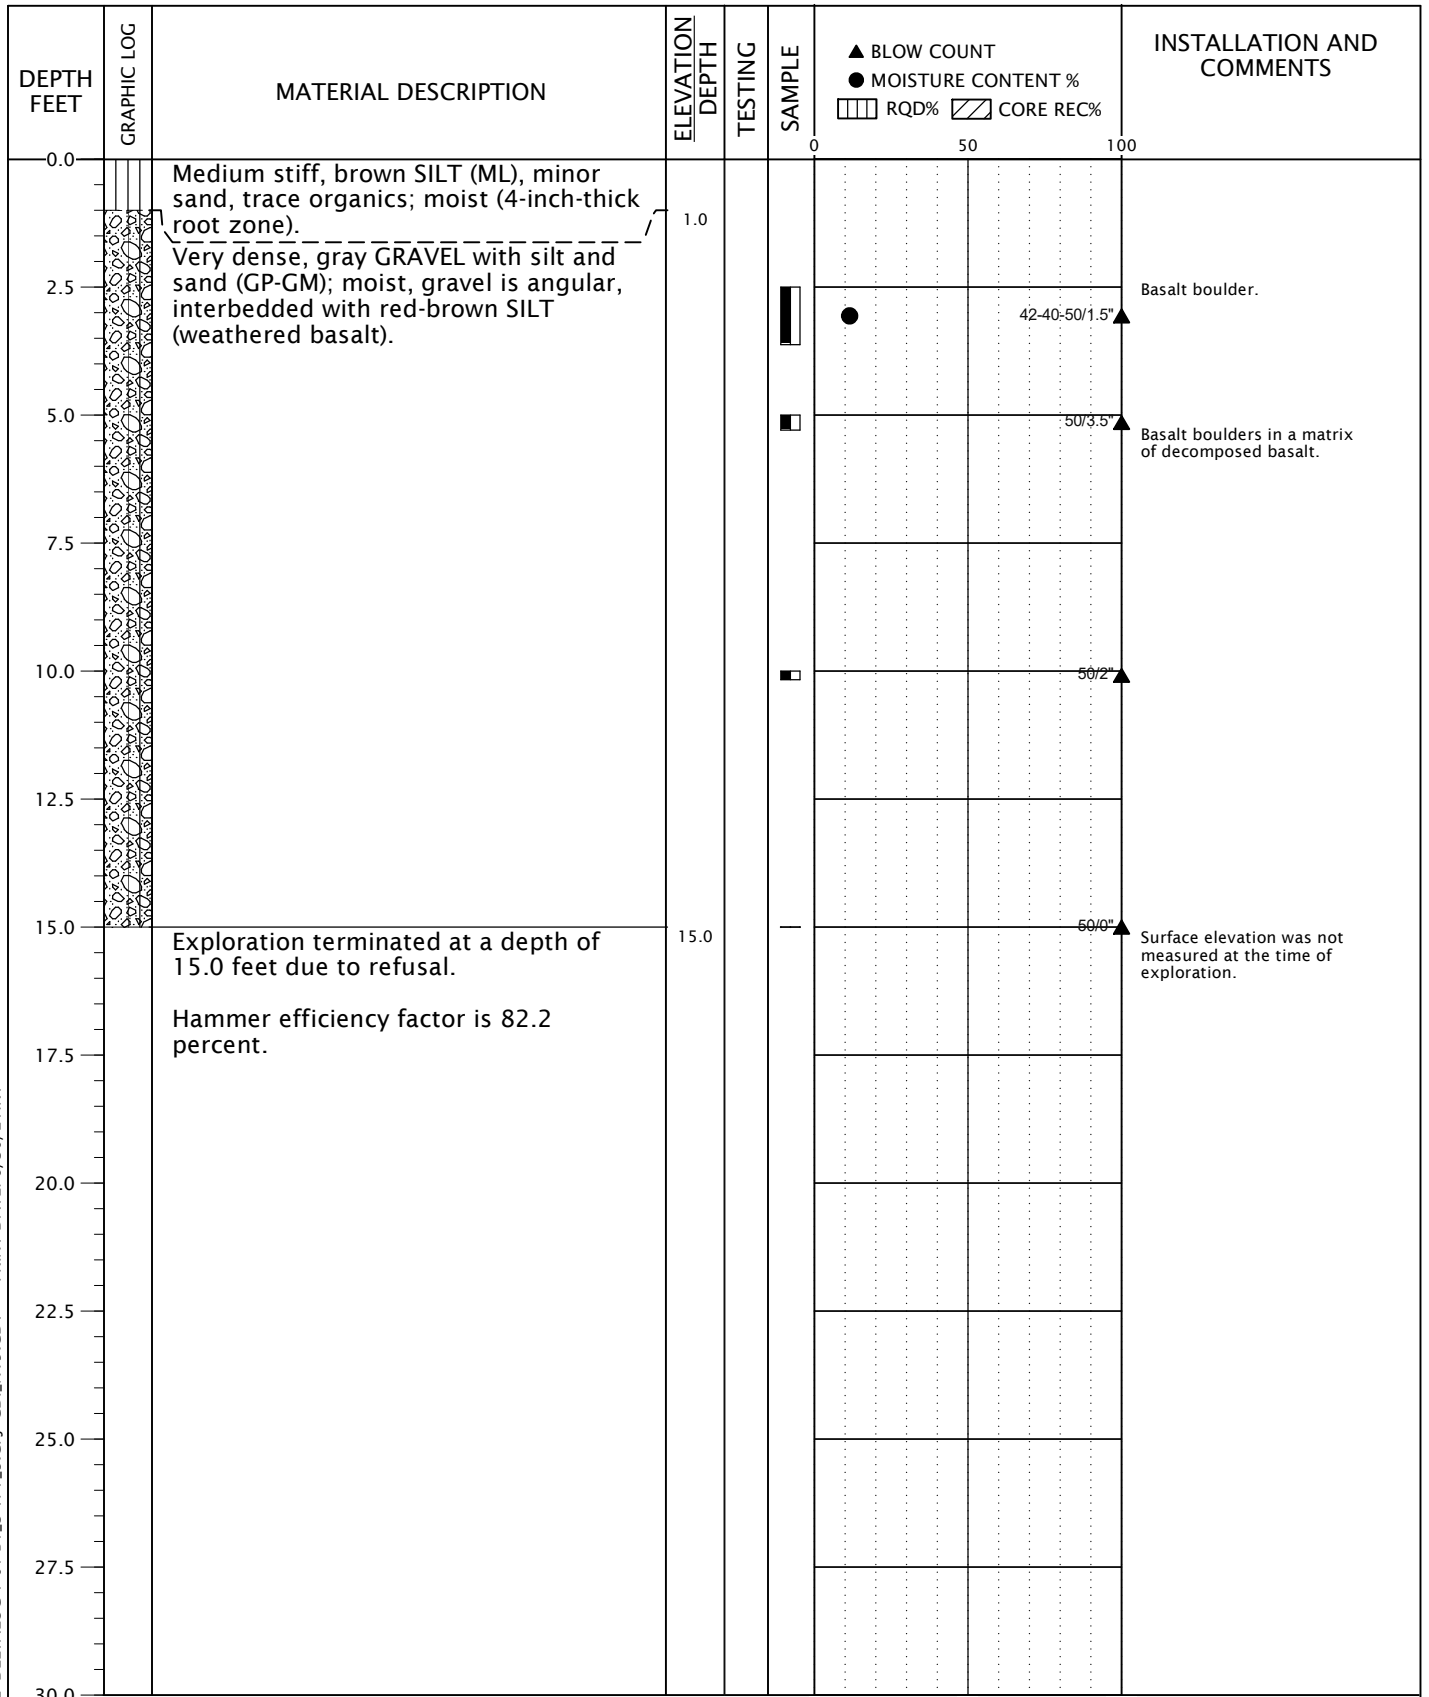 DEPTH
FEET
GRAPHIC LOG
MATERIAL DESCRIPTION
ELEVATION
DEPTH
TESTING
SAMPLE
▲ BLOW COUNT
● MOISTURE CONTENT %
RQD% CORE REC%
0 50 100
INSTALLATION AND
COMMENTS
0.0
Medium stiff, brown SILT (ML), minor
sand, trace organics; moist (4-inch-thick
root zone).
1.0
Very dense, gray GRAVEL with silt and
sand (GP-GM); moist, gravel is angular,
interbedded with red-brown SILT
(weathered basalt).
2.5
Basalt boulder.
42-40-50/1.5"
5.0
50/3.5"
Basalt boulders in a matrix
of decomposed basalt.
7.5
10.0
50/2"
12.5
15.0
15.0
50/0"
Exploration terminated at a depth of
15.0 feet due to refusal.
Surface elevation was not
measured at the time of
exploration.
Hammer efficiency factor is 82.2
percent.
17.5
20.0
22.5
25.0
27.5
30.0